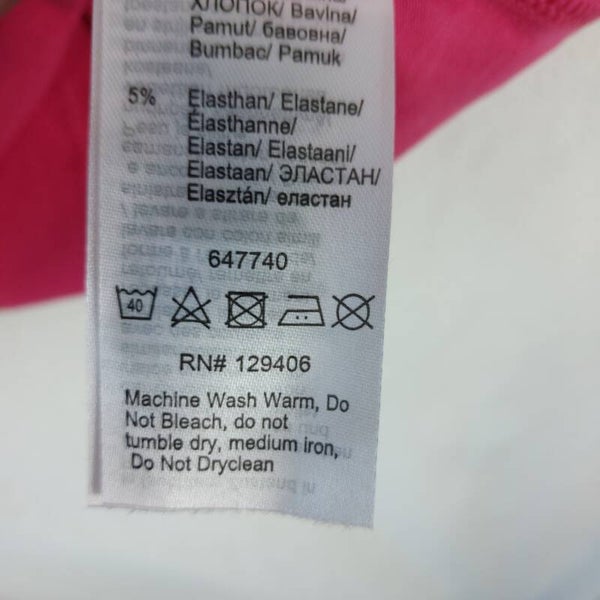 ХЛОПОК/ Bavlna/
Pamut/ бавовна/
Bumbac/ Pamuk
5% Elasthan/ Elastane/
Élasthanne/
Elastan/ Elastaani/
Elastaan/ ЭЛАСТАН/
Elasztán/ еластан
647740
40
RN# 129406
Machine Wash Warm, Do
Not Bleach, do not
tumble dry, medium iron,
Do Not Dryclean